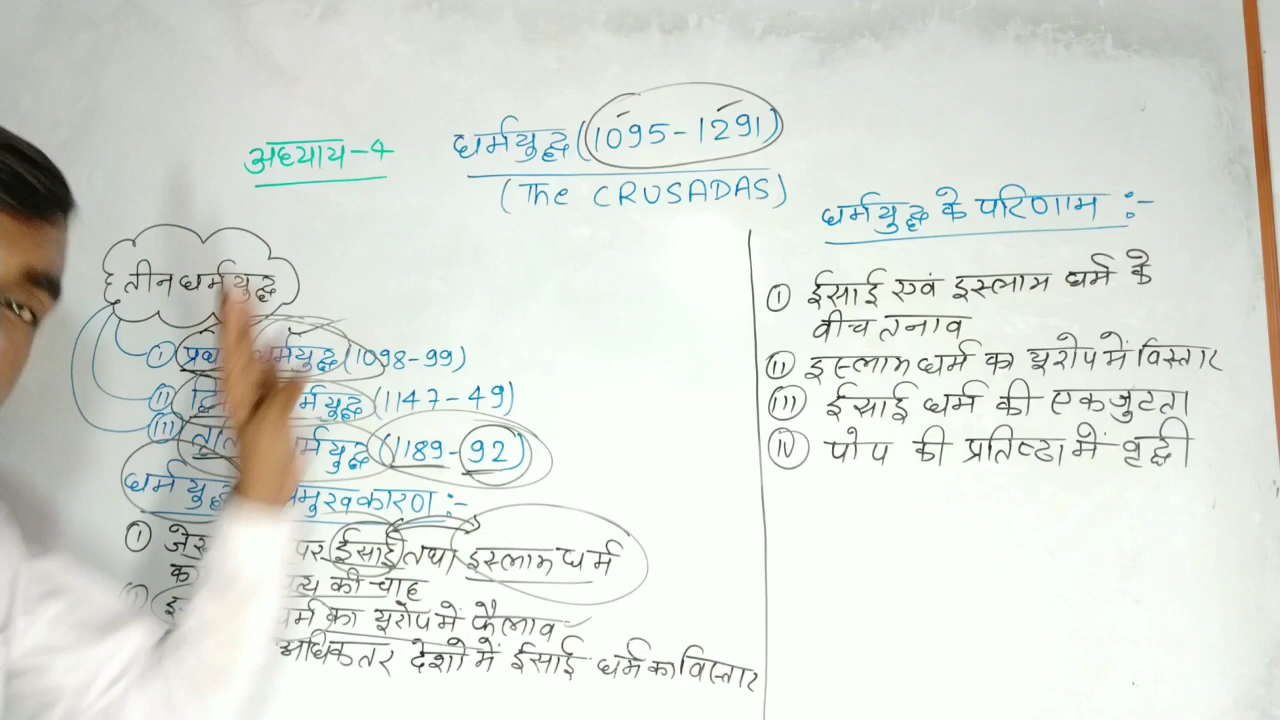 अध्याय-4
धर्मयुद्ध (1095-1291)
(The CRUSADAS)
तीन धर्मयुद्ध
(i) धर्मयुद्ध (1098-99)
(ii) र्मयुद्ध (1147-49)
(iii) र्मयुद्ध (1189-92)
धर्मयुद्ध मुख कारण :-
(i) पर ईसाई तथा इस्लाम धर्म
की चाह
र्म का यूरोप में फैलाव
अधिकतर देशो में ईसाई धर्म का विस्तार
धर्मयुद्ध के परिणाम :-
(i) ईसाई एवं इस्लाम धर्म के
बीच तनाव
(ii) इस्लाम धर्म का यूरोप में विस्तार
(iii) ईसाई धर्म की एकजुटता
(iv) पोप की प्रतिष्टा में वृद्धी